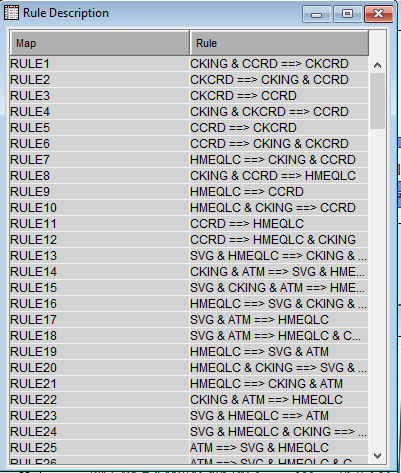 Rule Description
Map Rule
RULE1 CKING & CCRD ==> CKCRD
RULE2 CKCRD ==> CKING & CCRD
RULE3 CKCRD ==> CCRD
RULE4 CKING & CKCRD ==> CCRD
RULE5 CCRD ==> CKCRD
RULE6 CCRD ==> CKING & CKCRD
RULE7 HMEQLC ==> CKING & CCRD
RULE8 CKING & CCRD ==> HMEQLC
RULE9 HMEQLC ==> CCRD
RULE10 HMEQLC & CKING ==> CCRD
RULE11 CCRD ==> HMEQLC
RULE12 CCRD ==> HMEQLC & CKING
RULE13 SVG & HMEQLC ==> CKING & ...
RULE14 CKING & ATM ==> SVG & HME...
RULE15 SVG & CKING & ATM ==> HME...
RULE16 HMEQLC ==> SVG & CKING & ...
RULE17 SVG & ATM ==> HMEQLC
RULE18 SVG & ATM ==> HMEQLC & C...
RULE19 HMEQLC ==> SVG & ATM
RULE20 HMEQLC & CKING ==> SVG & ...
RULE21 HMEQLC ==> CKING & ATM
RULE22 CKING & ATM ==> HMEQLC
RULE23 SVG & HMEQLC ==> ATM
RULE24 SVG & HMEQLC & CKING ==> ...
RULE25 ATM ==> SVG & HMEQLC
RULE26 ATM ==> SVG & HMEQLC & C